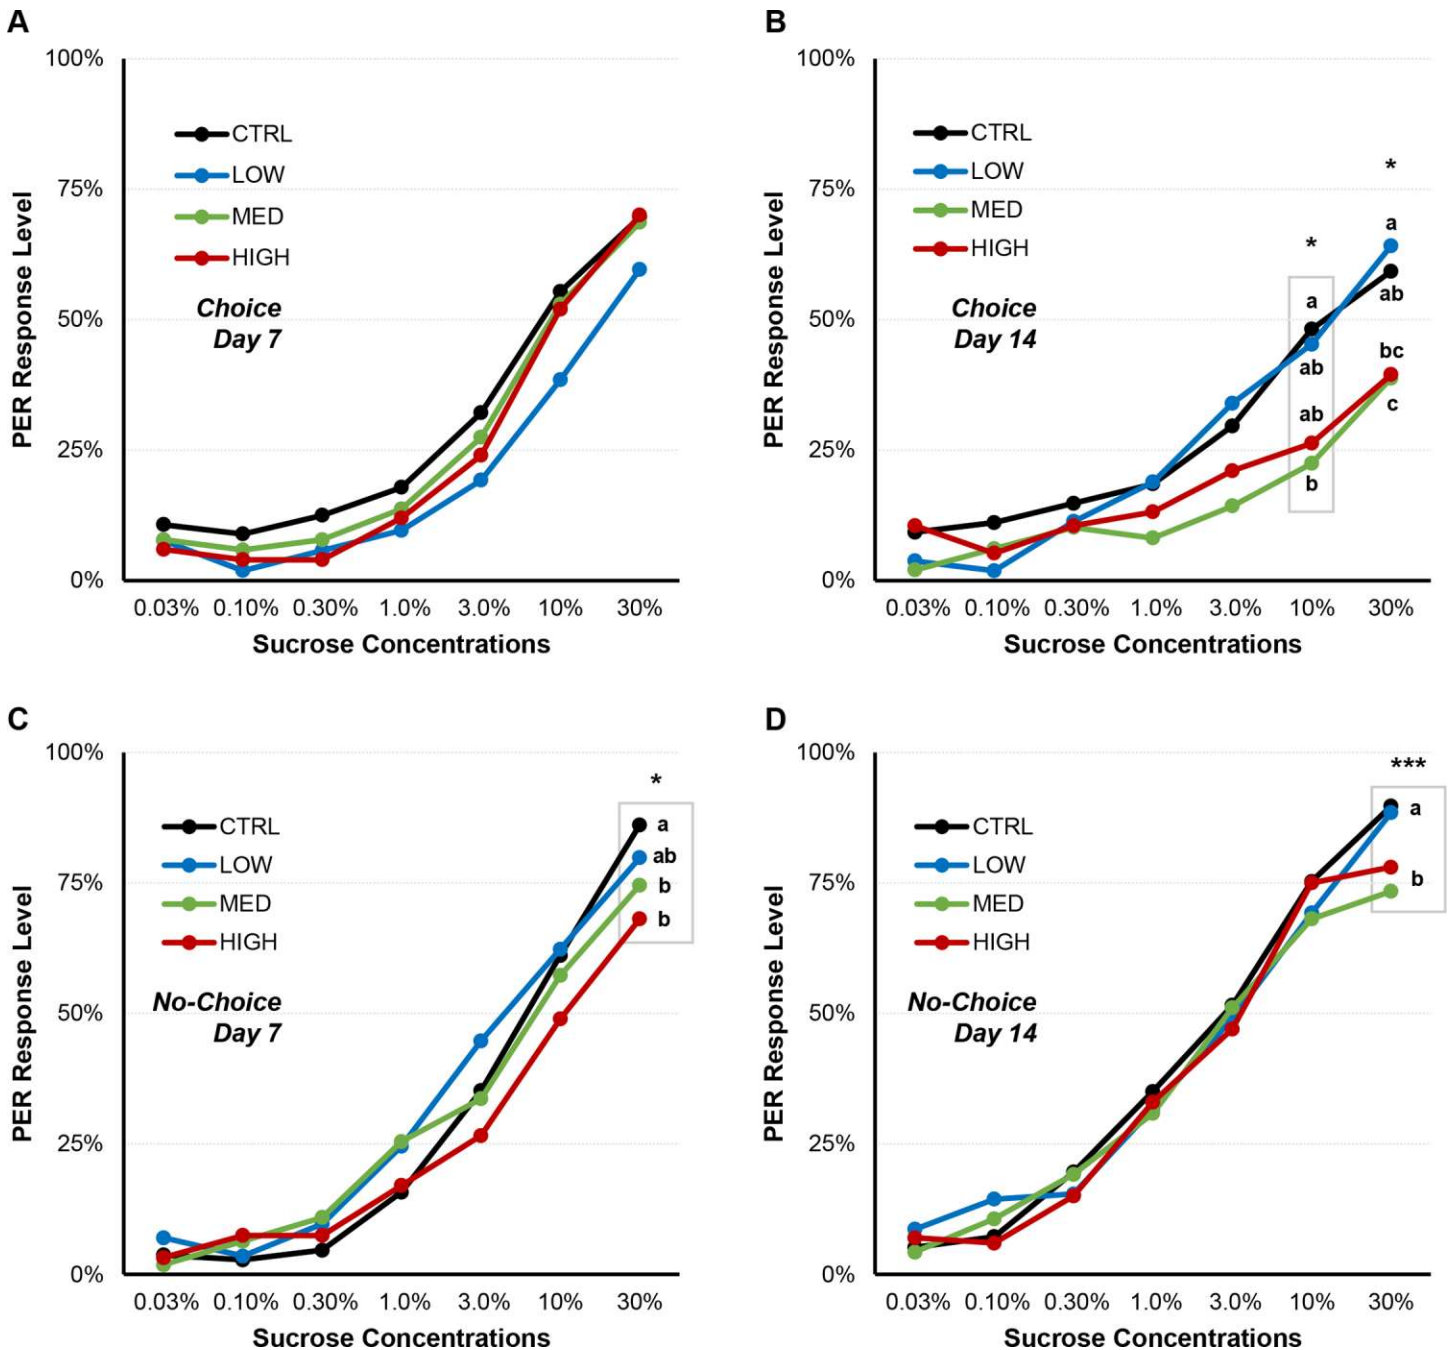 A
100%
75%
50%
25%
0%
PER Response Level
CTRL
LOW
MED
HIGH
Choice
Day 7
0.03% 0.10% 0.30% 1.0% 3.0% 10% 30%
Sucrose Concentrations
B
100%
75%
50%
25%
0%
PER Response Level
CTRL
LOW
MED
HIGH
Choice
Day 14
*
a
ab
ab
b
*
a
ab
bc
c
0.03% 0.10% 0.30% 1.0% 3.0% 10% 30%
Sucrose Concentrations
C
100%
75%
50%
25%
0%
PER Response Level
CTRL
LOW
MED
HIGH
No-Choice
Day 7
*
a
ab
b
b
0.03% 0.10% 0.30% 1.0% 3.0% 10% 30%
Sucrose Concentrations
D
100%
75%
50%
25%
0%
PER Response Level
CTRL
LOW
MED
HIGH
No-Choice
Day 14
***
a
b
0.03% 0.10% 0.30% 1.0% 3.0% 10% 30%
Sucrose Concentrations